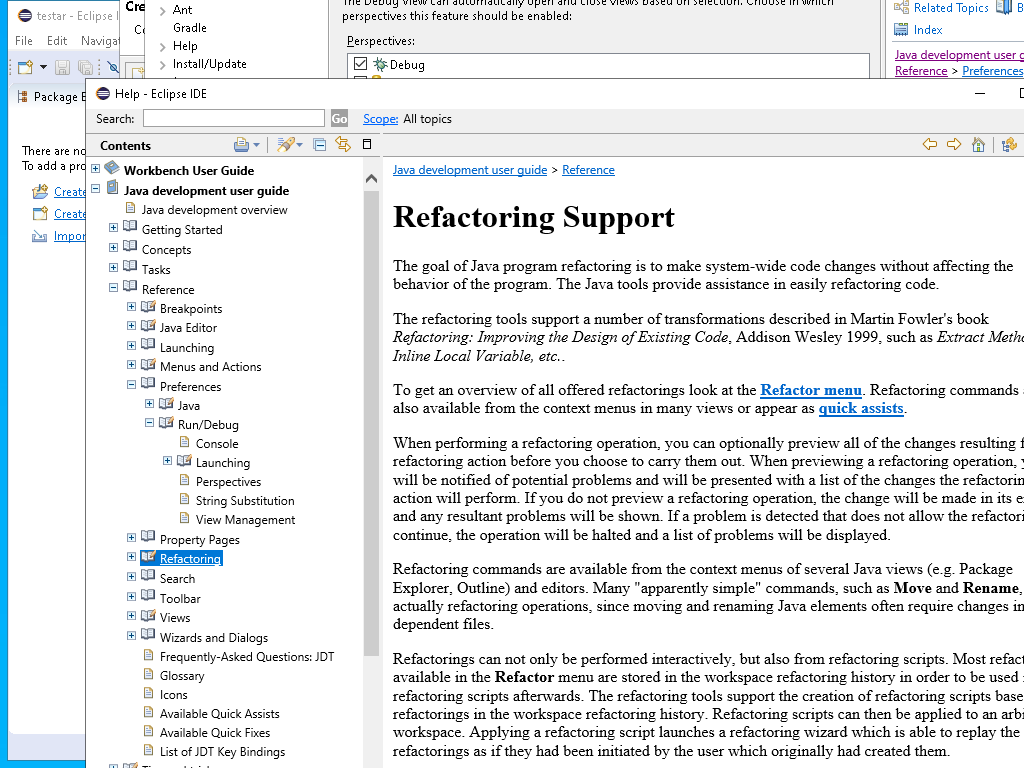 testar - Eclipse I
File Edit Navigat
Package E
There are no
To add a pro
Create
Create
Impor
Cre
Ant
Gradle
Help
Install/Update
The Debug View can automatically open and close views based on selection. Choose in which
perspectives this feature should be enabled:
Perspectives:
Debug
Related Topics
B
Index
Java development user g
Reference > Preferences
Help - Eclipse IDE
Search:
Go
Scope: All topics
Contents
Workbench User Guide
Java development user guide
Java development overview
Getting Started
Concepts
Tasks
Reference
Breakpoints
Java Editor
Launching
Menus and Actions
Preferences
Java
Run/Debug
Console
Launching
Perspectives
String Substitution
View Management
Property Pages
Refactoring
Search
Toolbar
Views
Wizards and Dialogs
Frequently-Asked Questions: JDT
Glossary
Icons
Available Quick Assists
Available Quick Fixes
List of JDT Key Bindings
Java development user guide > Reference
Refactoring Support
The goal of Java program refactoring is to make system-wide code changes without affecting the
behavior of the program. The Java tools provide assistance in easily refactoring code.
The refactoring tools support a number of transformations described in Martin Fowler's book
Refactoring: Improving the Design of Existing Code, Addison Wesley 1999, such as Extract Metho
Inline Local Variable, etc..
To get an overview of all offered refactorings look at the Refactor menu. Refactoring commands a
also available from the context menus in many views or appear as quick assists.
When performing a refactoring operation, you can optionally preview all of the changes resulting f
refactoring action before you choose to carry them out. When previewing a refactoring operation, y
will be notified of potential problems and will be presented with a list of the changes the refactorin
action will perform. If you do not preview a refactoring operation, the change will be made in its e
and any resultant problems will be shown. If a problem is detected that does not allow the refactori
continue, the operation will be halted and a list of problems will be displayed.
Refactoring commands are available from the context menus of several Java views (e.g. Package
Explorer, Outline) and editors. Many "apparently simple" commands, such as Move and Rename,
actually refactoring operations, since moving and renaming Java elements often require changes in
dependent files.
Refactorings can not only be performed interactively, but also from refactoring scripts. Most refact
available in the Refactor menu are stored in the workspace refactoring history in order to be used i
refactoring scripts afterwards. The refactoring tools support the creation of refactoring scripts base
refactorings in the workspace refactoring history. Refactoring scripts can then be applied to an arbi
workspace. Applying a refactoring script launches a refactoring wizard which is able to replay the
refactorings as if they had been initiated by the user which originally had created them.